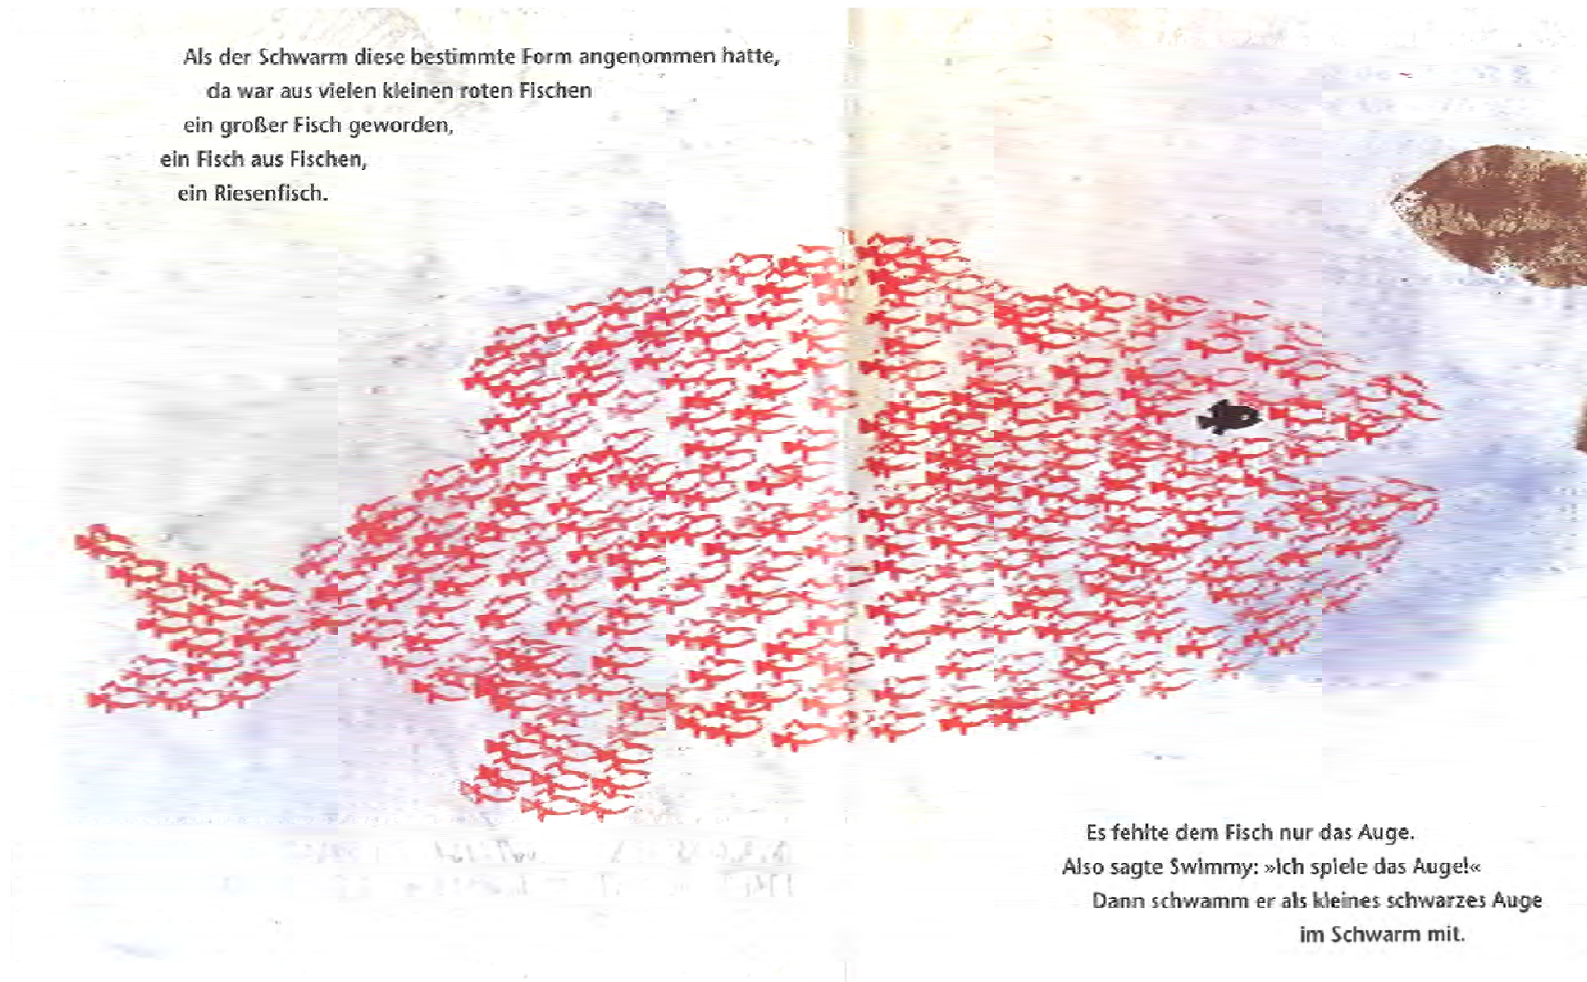 Als der Schwarm diese bestimmte Form angenommen hatte,
da war aus vielen kleinen roten Fischen
ein großer Fisch geworden,
ein Fisch aus Fischen,
ein Riesenfisch.
Es fehlte dem Fisch nur das Auge.
Also sagte Swimmy: »Ich spiele das Auge!«
Dann schwamm er als kleines schwarzes Auge
im Schwarm mit.